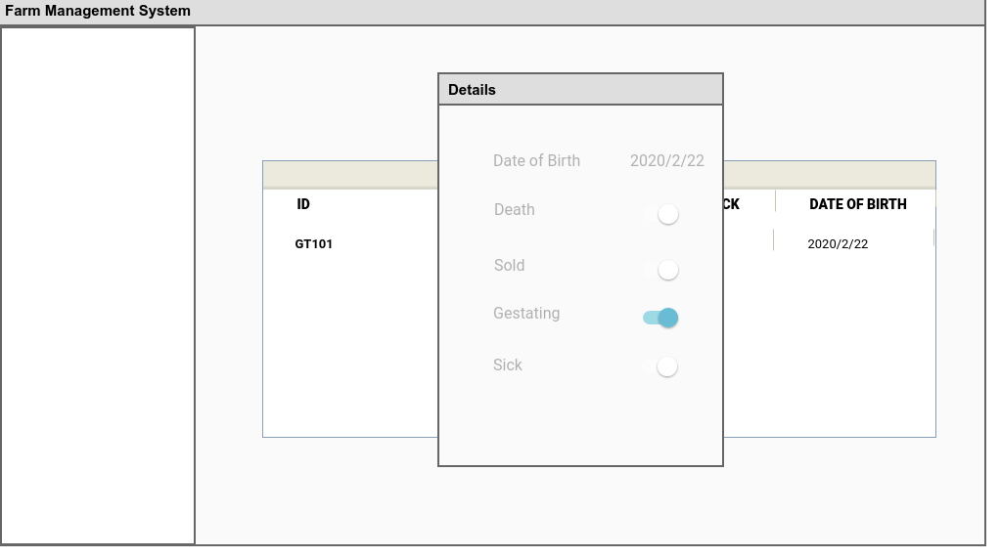 Farm Management System
Details
Date of Birth 2020/2/22
Death
Sold
Gestating
Sick
ID CK DATE OF BIRTH
GT101 2020/2/22